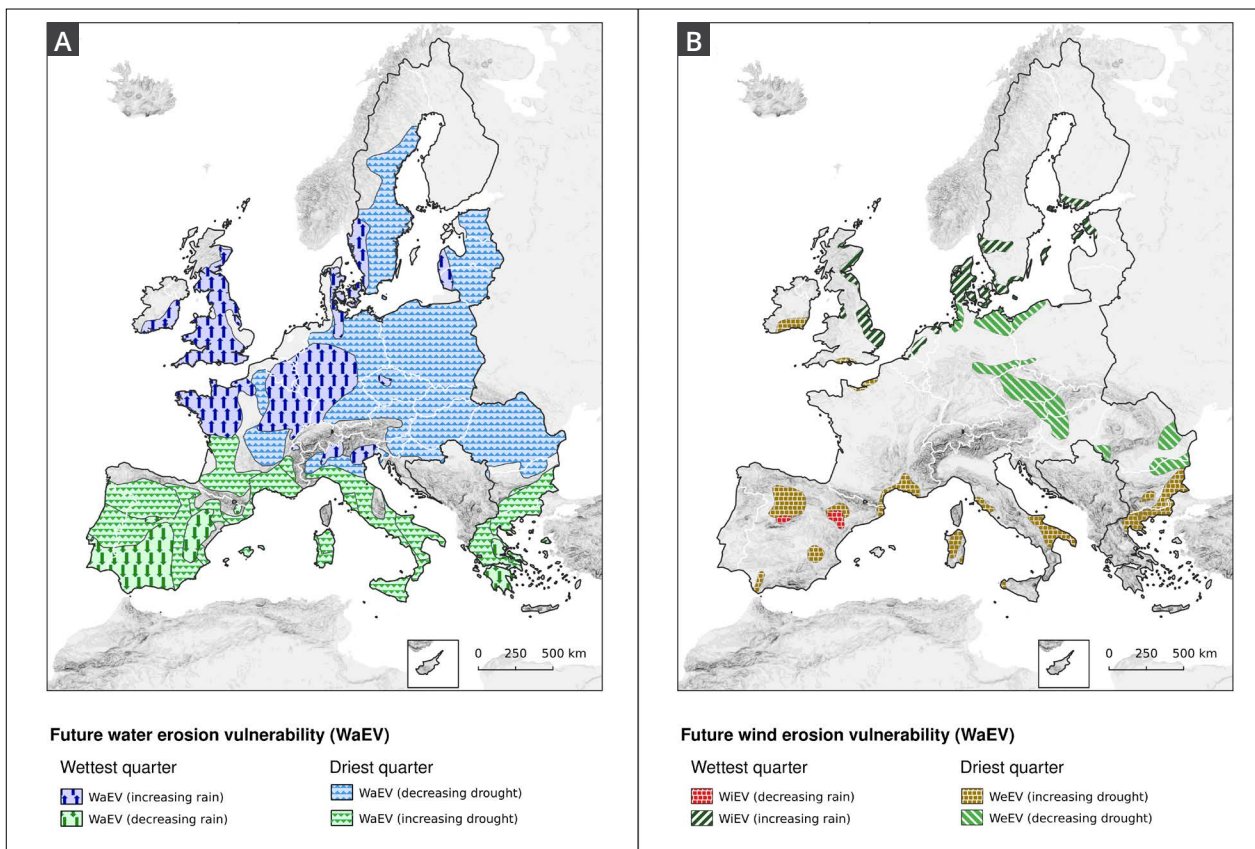 A
0 250 500 km
Future water erosion vulnerability (WaEV)
Wettest quarter
Driest quarter
WaEV (increasing rain)
WaEV (decreasing drought)
WaEV (decreasing rain)
WaEV (increasing drought)
B
0 250 500 km
Future wind erosion vulnerability (WaEV)
Wettest quarter
Driest quarter
WiEV (decreasing rain)
WeEV (increasing drought)
WiEV (increasing rain)
WeEV (decreasing drought)